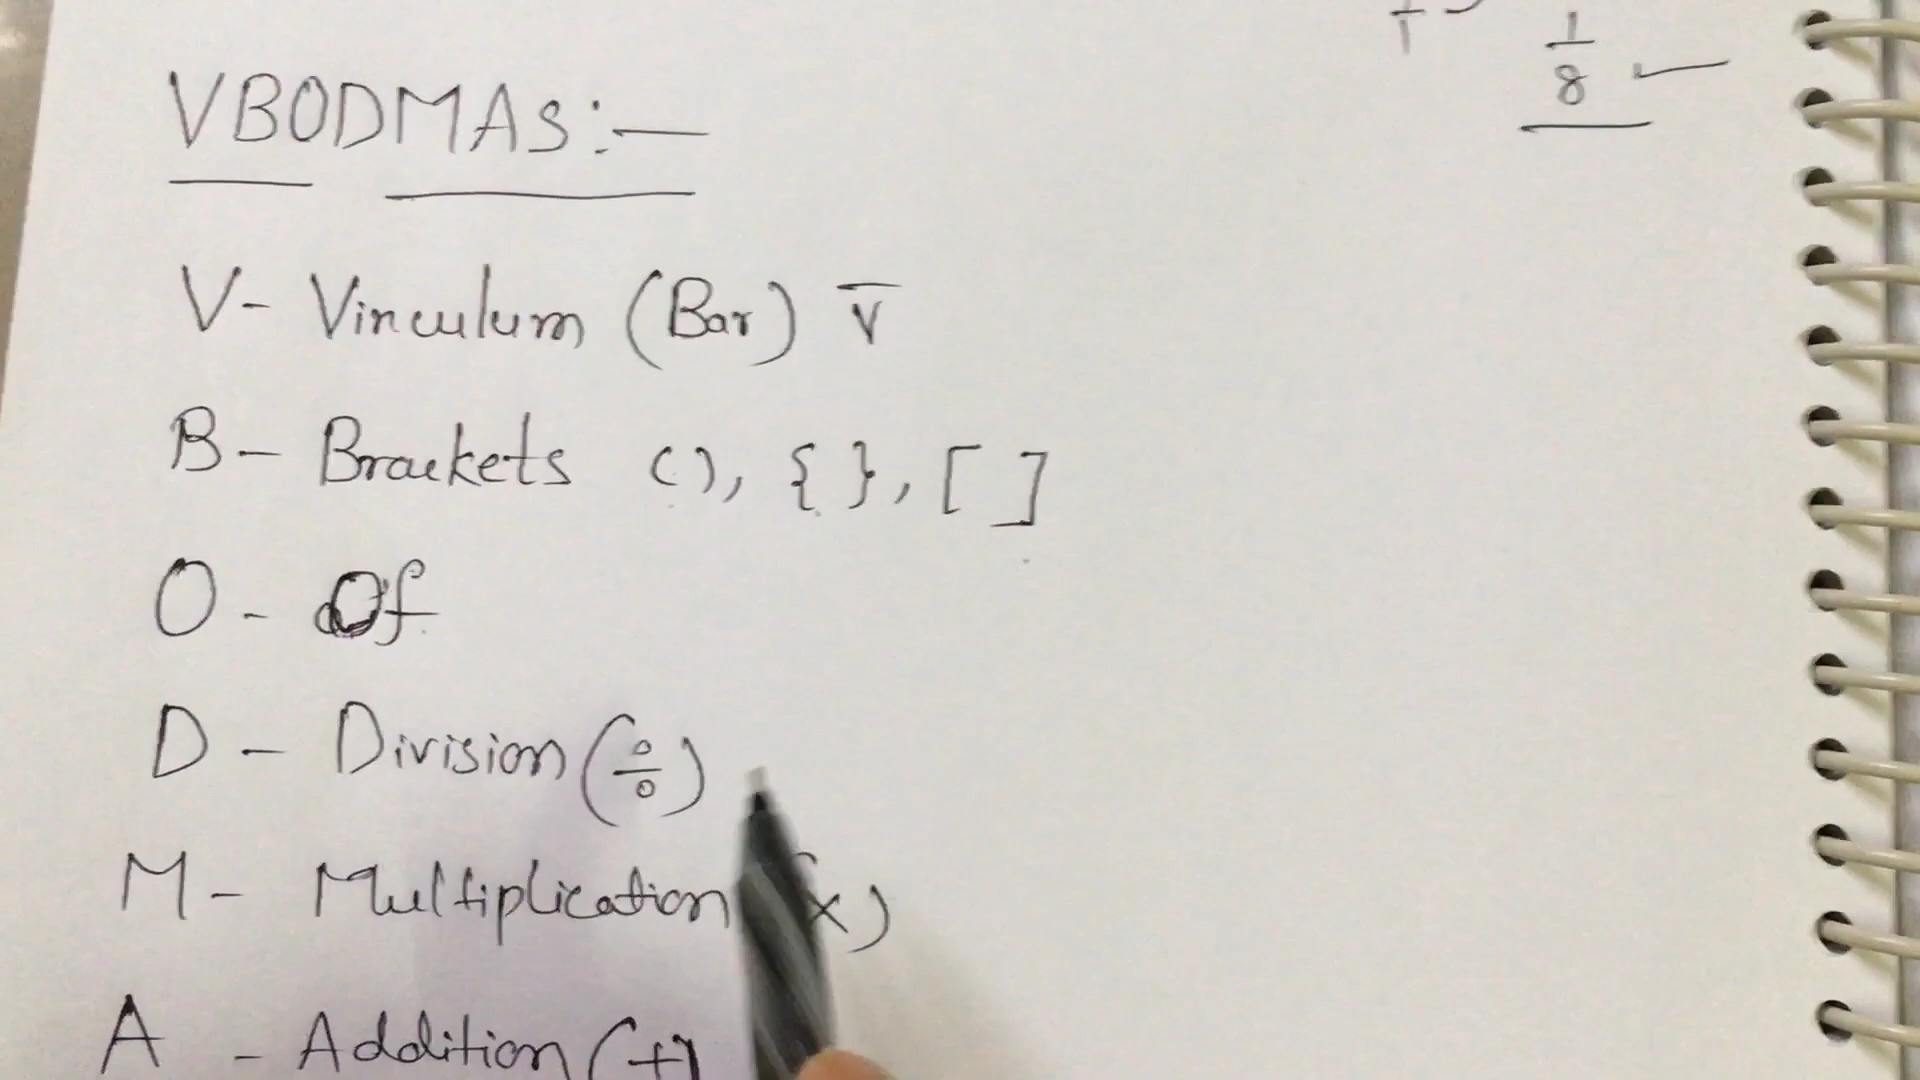 1/8
VBODMAS:—
V- Vinculum (Bar) V̅
B- Brackets (), { }, [ ]
O- Of
D- Division (÷)
M- Multiplication (×)
A - Addition (+)